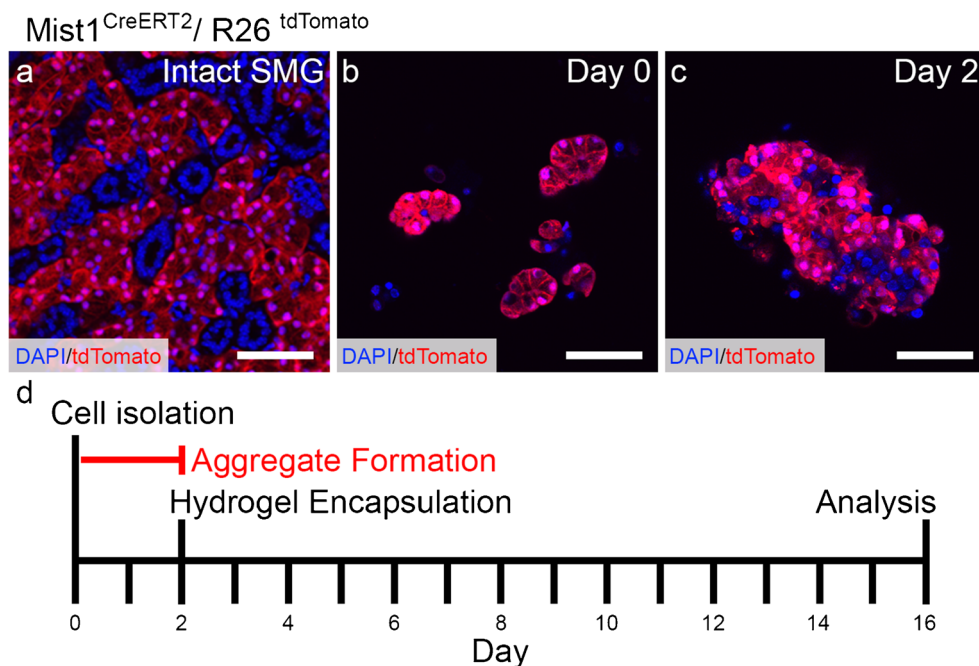 Mist1CreERT2/ R26 tdTomato
a Intact SMG
b Day 0
c Day 2
DAPI/tdTomato
DAPI/tdTomato
DAPI/tdTomato
d
Cell isolation
Aggregate Formation
Hydrogel Encapsulation
Analysis
0 2 4 6 8 10 12 14 16
Day